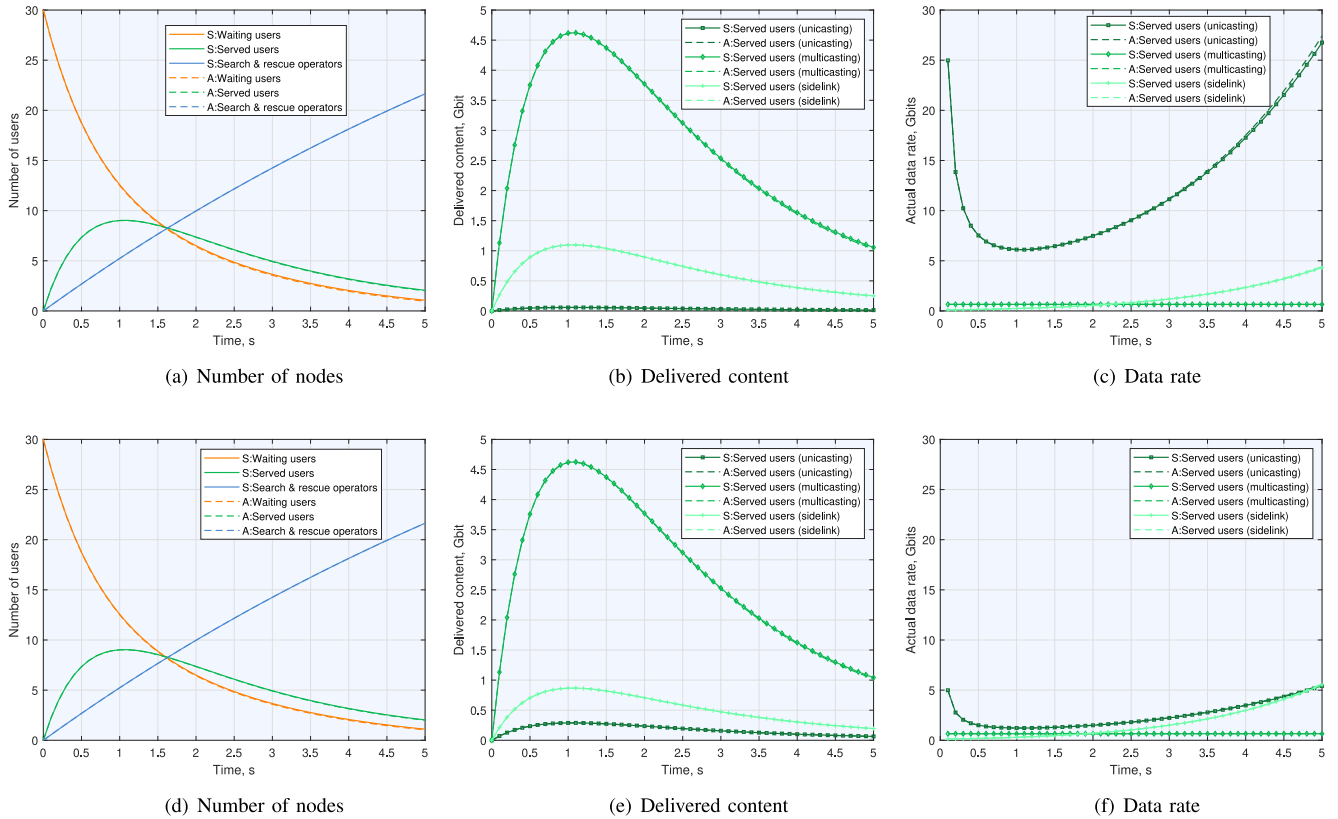 Number of users
30
25
20
15
10
5
0
S:Waiting users
S:Served users
S:Search & rescue operators
A:Waiting users
A:Served users
A:Search & rescue operators
0 0.5 1 1.5 2 2.5 3 3.5 4 4.5 5
Time, s
(a) Number of nodes
Delivered content, Gbit
5
4.5
4
3.5
3
2.5
2
1.5
1
0.5
0
S:Served users (unicasting)
A:Served users (unicasting)
S:Served users (multicasting)
A:Served users (multicasting)
S:Served users (sidelink)
A:Served users (sidelink)
0 0.5 1 1.5 2 2.5 3 3.5 4 4.5 5
Time, s
(b) Delivered content
Actual data rate, Gbits
30
25
20
15
10
5
0
S:Served users (unicasting)
A:Served users (unicasting)
S:Served users (multicasting)
A:Served users (multicasting)
S:Served users (sidelink)
A:Served users (sidelink)
0 0.5 1 1.5 2 2.5 3 3.5 4 4.5 5
Time, s
(c) Data rate
Number of users
30
25
20
15
10
5
0
S:Waiting users
S:Served users
S:Search & rescue operators
A:Waiting users
A:Served users
A:Search & rescue operators
0 0.5 1 1.5 2 2.5 3 3.5 4 4.5 5
Time, s
(d) Number of nodes
Delivered content, Gbit
5
4.5
4
3.5
3
2.5
2
1.5
1
0.5
0
S:Served users (unicasting)
A:Served users (unicasting)
S:Served users (multicasting)
A:Served users (multicasting)
S:Served users (sidelink)
A:Served users (sidelink)
0 0.5 1 1.5 2 2.5 3 3.5 4 4.5 5
Time, s
(e) Delivered content
Actual data rate, Gbits
30
25
20
15
10
5
0
S:Served users (unicasting)
A:Served users (unicasting)
S:Served users (multicasting)
A:Served users (multicasting)
S:Served users (sidelink)
A:Served users (sidelink)
0 0.5 1 1.5 2 2.5 3 3.5 4 4.5 5
Time, s
(f) Data rate